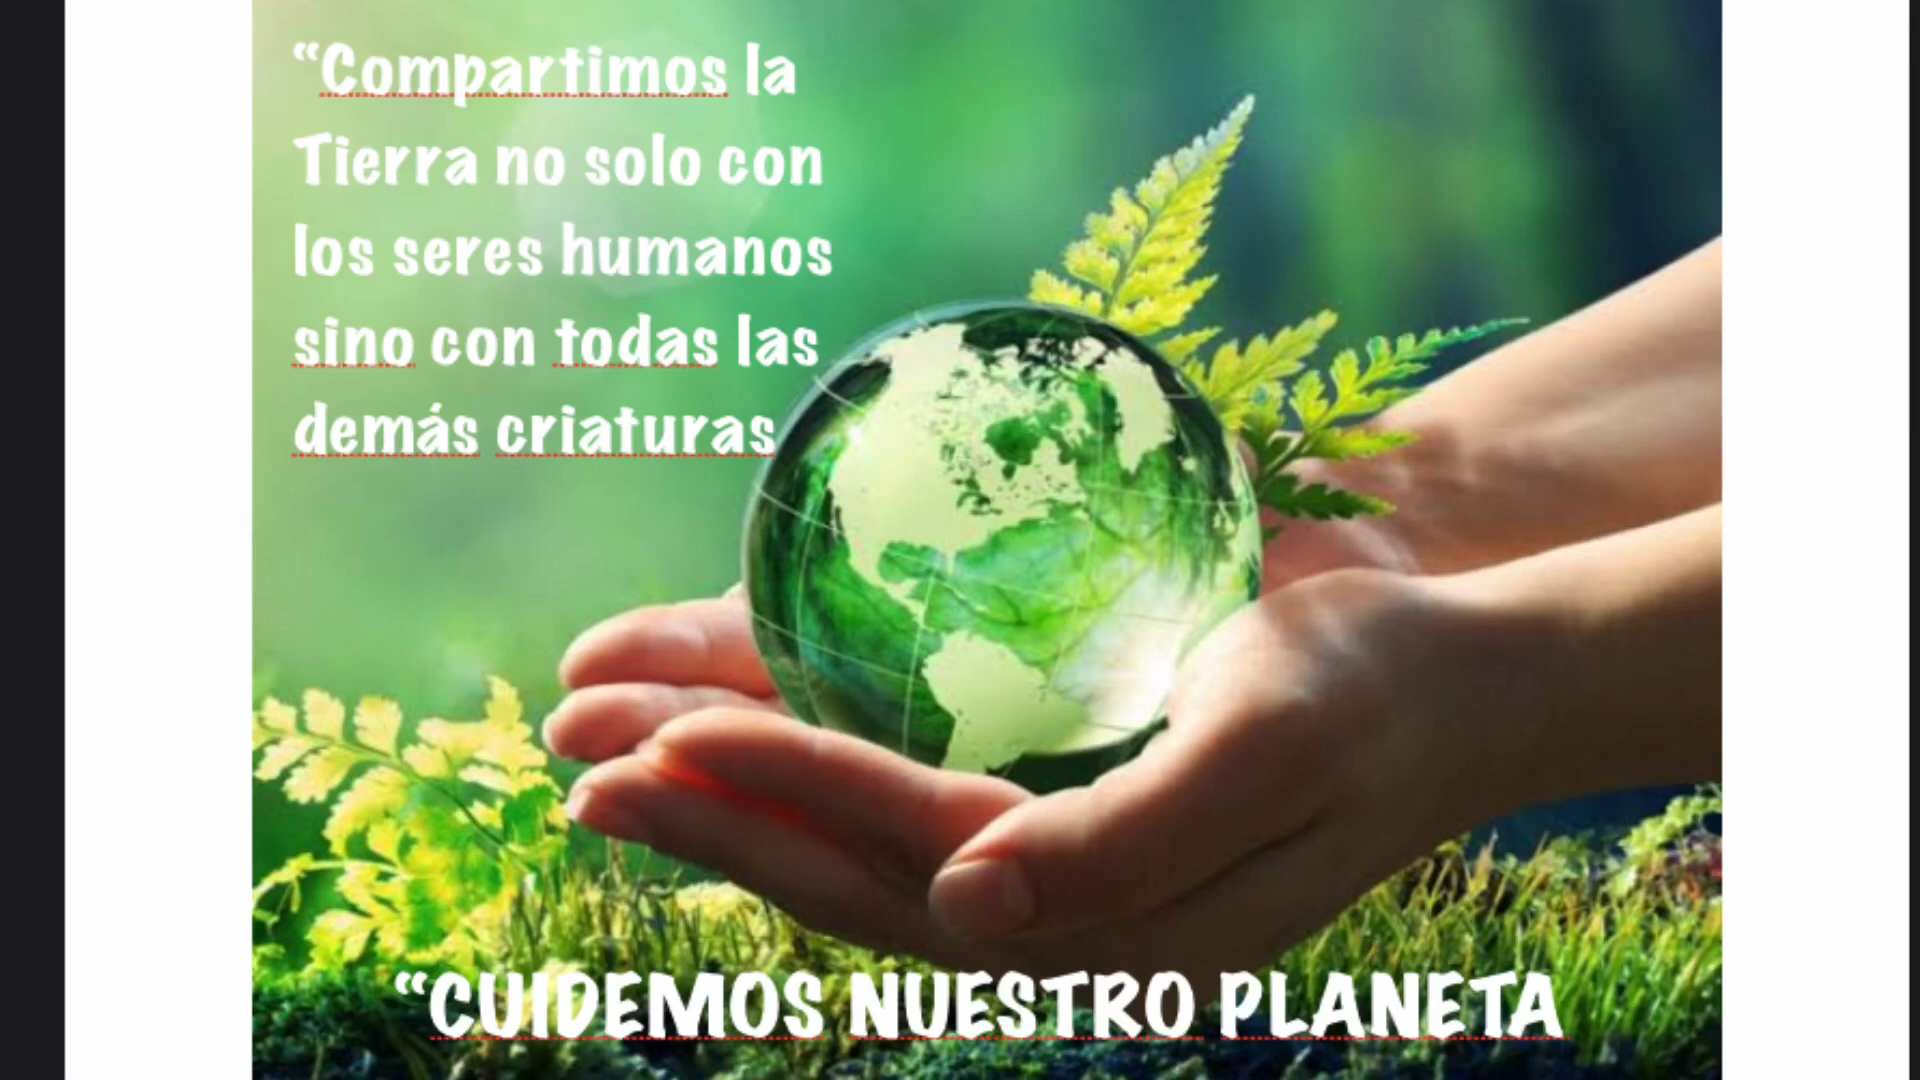 “Compartimos la
Tierra no solo con
los seres humanos
sino con todas las
demás criaturas
“CUIDEMOS NUESTRO PLANETA